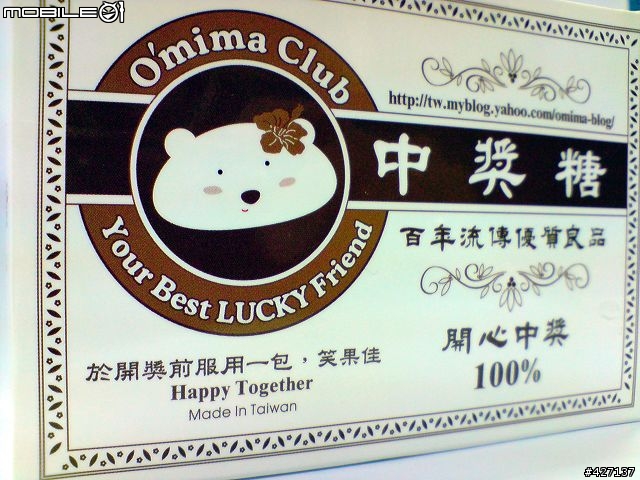 MOBILE01
O'mima Club
http://tw.myblog.yahoo.com/omima-blog/
中獎糖
百年流傳優質良品
Your Best LUCKY Friend
開心中獎
100%
於開獎前服用一包，笑果佳
Happy Together
Made In Taiwan
#427137